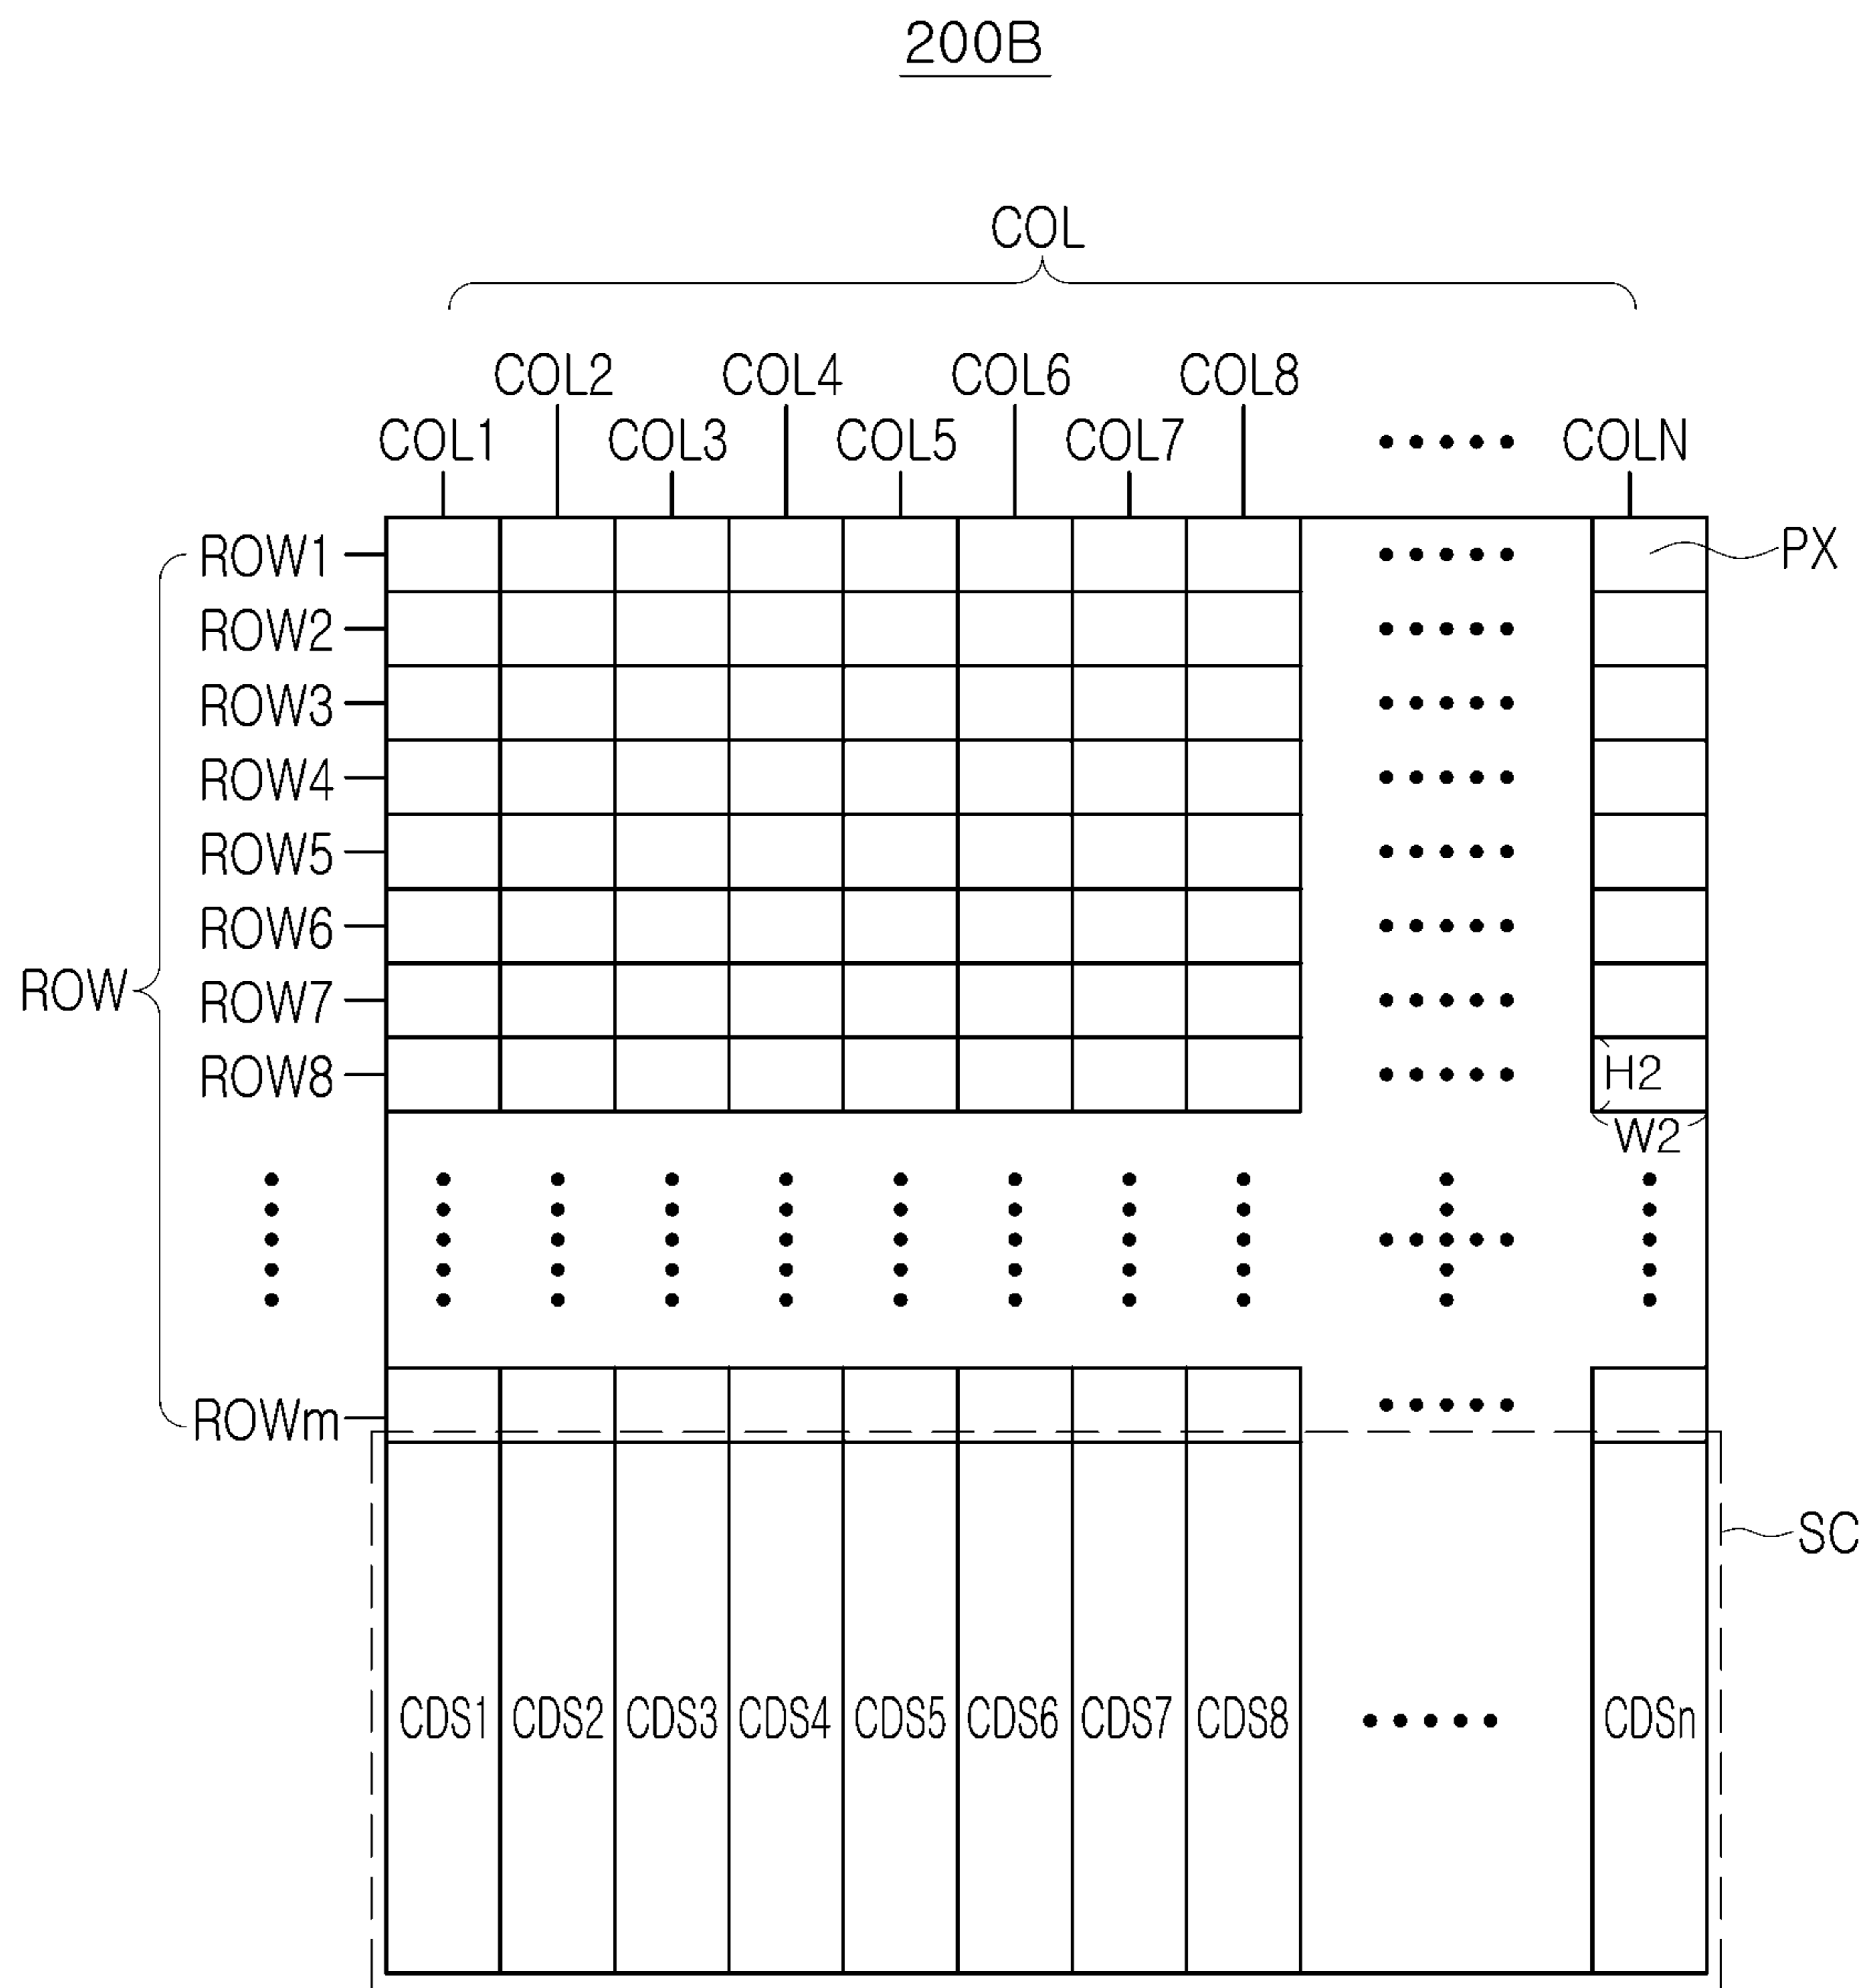 200B
COL
COL2 COL4 COL6 COL8
COL1 COL3 COL5 COL7 COLN
ROW1 PX
ROW2
ROW3
ROW4
ROW5
ROW6
ROW
ROW7
ROW8 H2
W2
ROWm
SC
CDS1 CDS2 CDS3 CDS4 CDS5 CDS6 CDS7 CDS8 CDSn